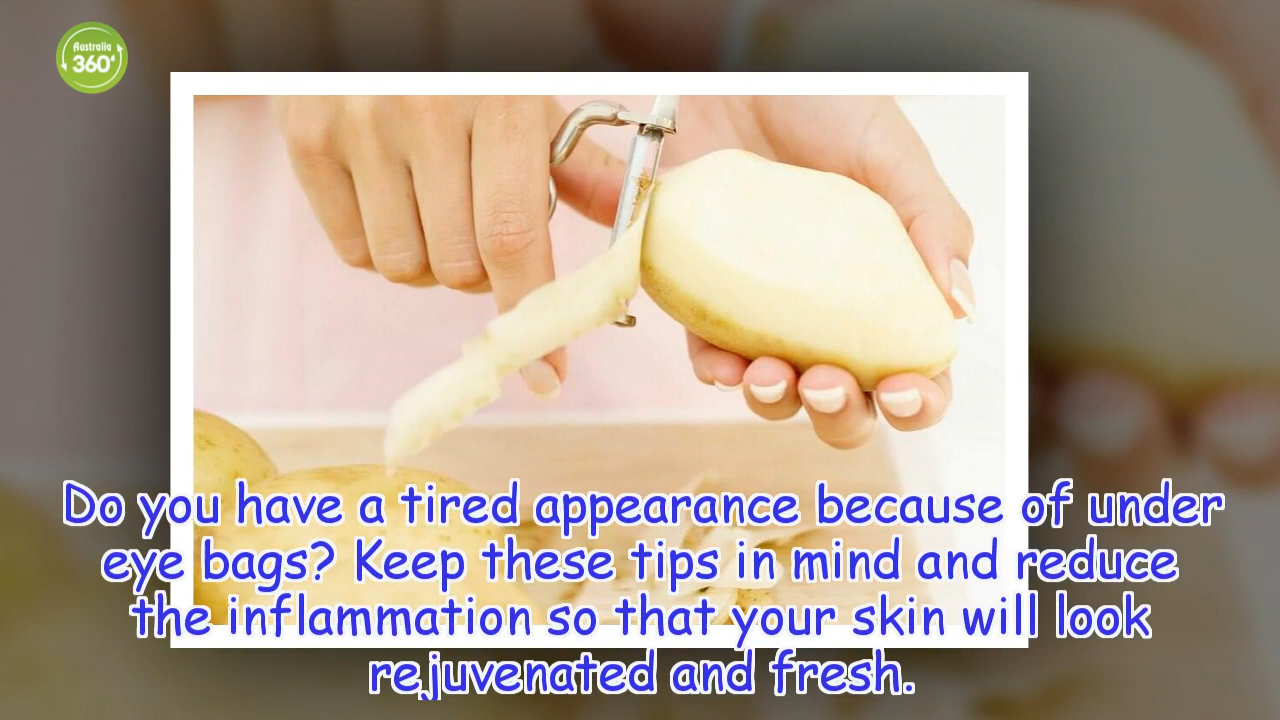 Australia
360°
Do you have a tired appearance because of under
eye bags? Keep these tips in mind and reduce
the inflammation so that your skin will look
rejuvenated and fresh.